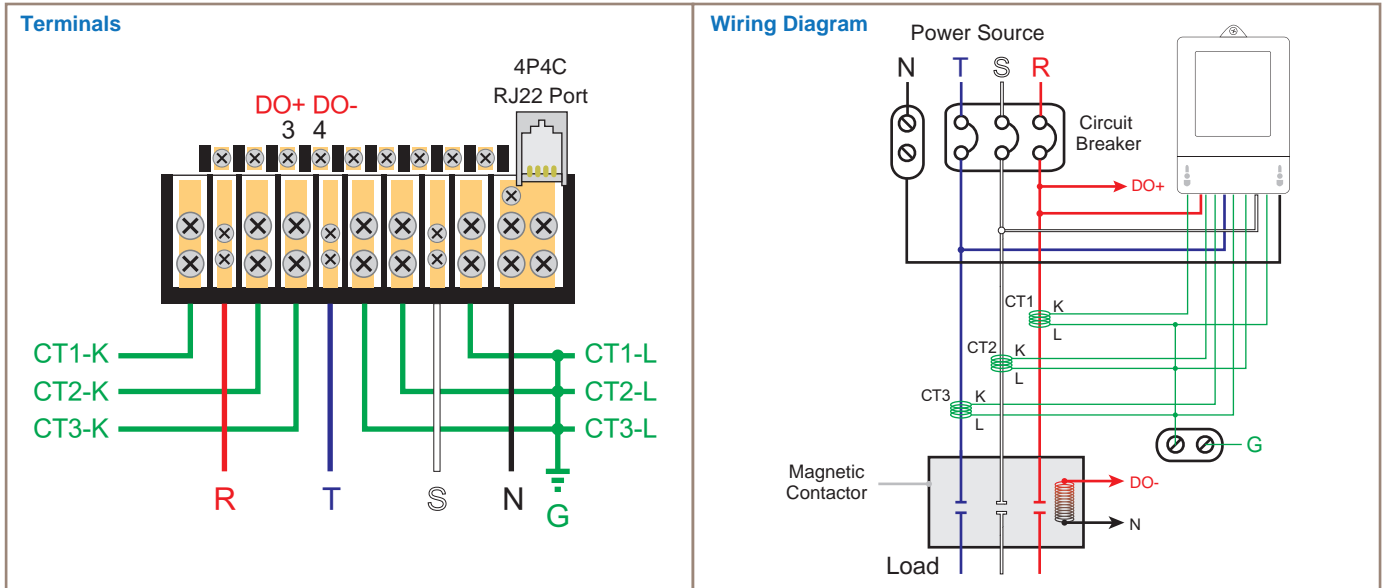 Terminals
4P4C
RJ22 Port
DO+ DO-
3 4
CT1-K
CT2-K
CT3-K
CT1-L
CT2-L
CT3-L
R T S N
G
Wiring Diagram
Power Source
N T S R
Circuit
Breaker
DO+
CT1 K
L
CT2 K
L
CT3 K
L
G
Magnetic
Contactor
DO-
N
Load